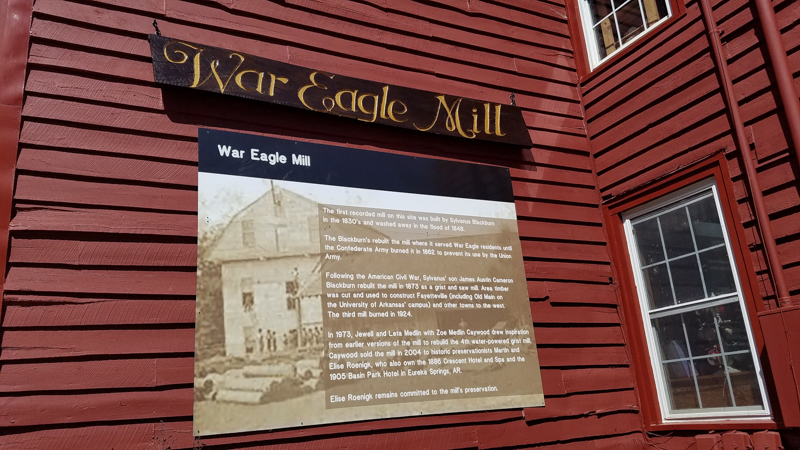 War Eagle Mill
War Eagle Mill
The first recorded mill on this site was built by Sylvanus Blackburn
in the 1830's and washed away in the flood of 1848.
The Blackburn's rebuilt the mill where it served War Eagle residents until
the Confederate Army burned it in 1862 to prevent its use by the Union
Army.
Following the American Civil War, Sylvanus' son James Austin Cameron
Blackburn rebuilt the mill in 1873 as a grist and saw mill. Area timber
was cut and used to construct Fayetteville (including Old Main on
the University of Arkansas' campus) and other towns to the west.
The third mill burned in 1924.
In 1973, Jewell and Leta Medlin with Zoe Medlin Caywood drew inspiration
from earlier versions of the mill to rebuild the 4th water-powered grist mill.
Caywood sold the mill in 2004 to historic preservationists Martin and
Elise Roenigk, who also own the 1886 Crescent Hotel and Spa and the
1905 Basin Park Hotel in Eureka Springs, AR.
Elise Roenigk remains committed to the mill's preservation.